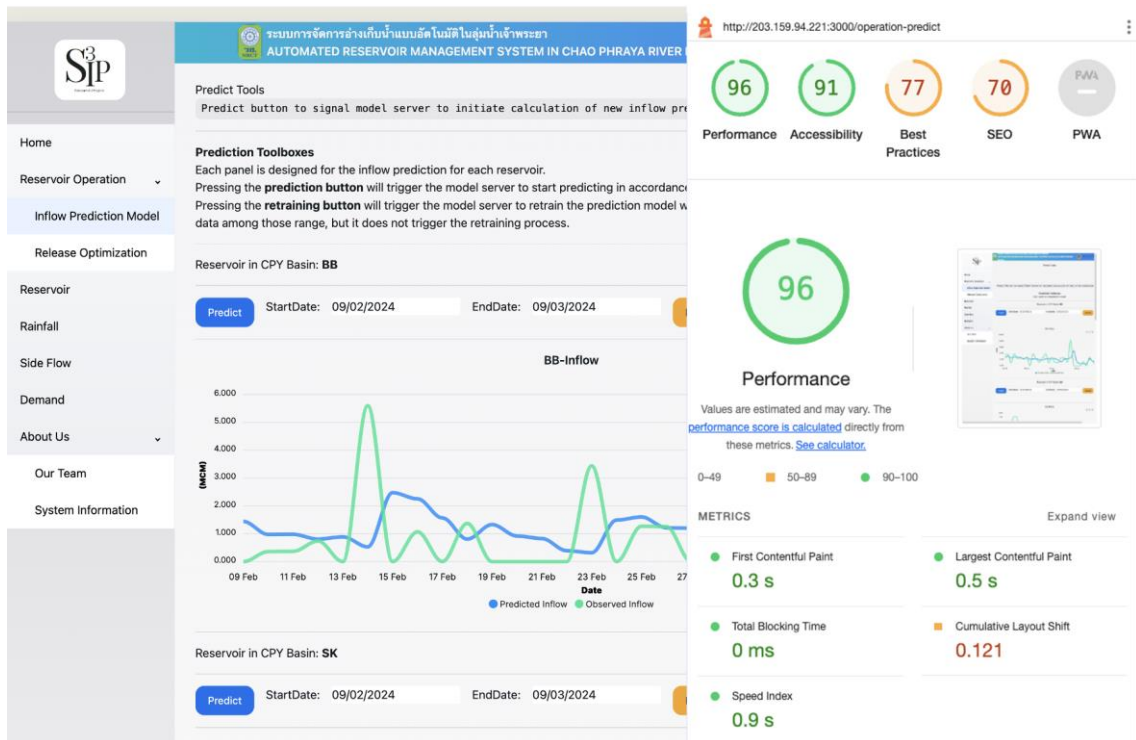 S³IP
Home
Reservoir Operation
Inflow Prediction Model
Release Optimization
Reservoir
Rainfall
Side Flow
Demand
About Us
Our Team
System Information
ระบบการจัดการอ่างเก็บน้ำแบบอัตโนมัติในลุ่มน้ำเจ้าพระยา
AUTOMATED RESERVOIR MANAGEMENT SYSTEM IN CHAO PHRAYA RIVER
Predict Tools
Predict button to signal model server to initiate calculation of new inflow pre
Prediction Toolboxes
Each panel is designed for the inflow prediction for each reservoir.
Pressing the prediction button will trigger the model server to start predicting in accordance
Pressing the retraining button will trigger the model server to retrain the prediction model w
data among those range, but it does not trigger the retraining process.
Reservoir in CPY Basin: BB
Predict StartDate: 09/02/2024 EndDate: 09/03/2024
BB-Inflow
6.000
5.000
4.000
3.000
2.000
1.000
0.000
(MCM)
09 Feb 11 Feb 13 Feb 15 Feb 17 Feb 19 Feb 21 Feb 23 Feb 25 Feb 27
Date
Predicted Inflow Observed Inflow
Reservoir in CPY Basin: SK
Predict StartDate: 09/02/2024 EndDate: 09/03/2024
http://203.159.94.221:3000/operation-predict
96 91 77 70 PWA
Performance Accessibility Best Practices SEO PWA
96
Performance
Values are estimated and may vary. The
performance score is calculated directly from
these metrics. See calculator.
0–49 50–89 90–100
METRICS Expand view
First Contentful Paint Largest Contentful Paint
0.3 s 0.5 s
Total Blocking Time Cumulative Layout Shift
0 ms 0.121
Speed Index
0.9 s